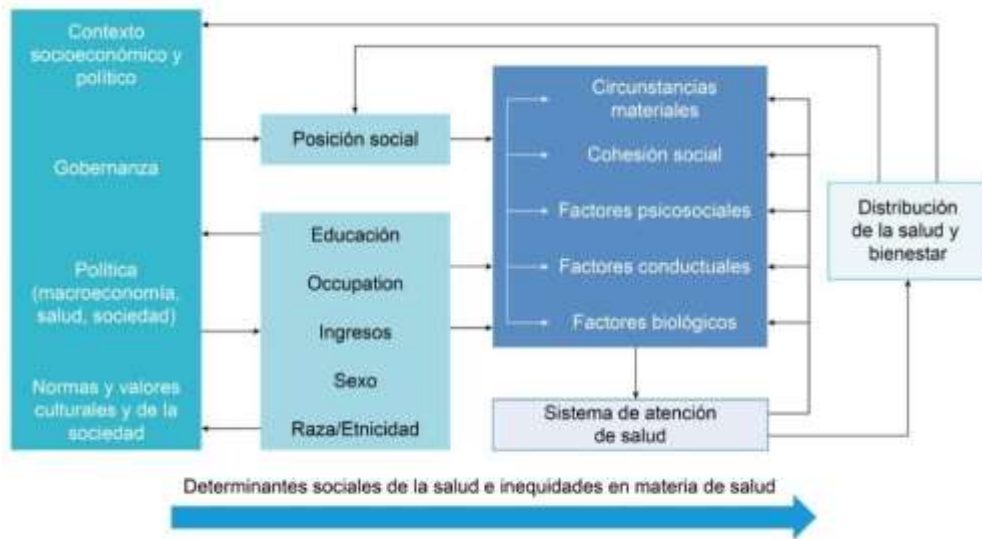 Contexto
socioeconómico y
político
Gobernanza
Política
(macroeconomía,
salud, sociedad)
Normas y valores
culturales y de la
sociedad
Posición social
Educación
Occupation
Ingresos
Sexo
Raza/Etnicidad
Circunstancias
materiales
Cohesión social
Factores psicosociales
Factores conductuales
Factores biológicos
Sistema de atención
de salud
Distribución
de la salud y
bienestar
Determinantes sociales de la salud e inequidades en materia de salud